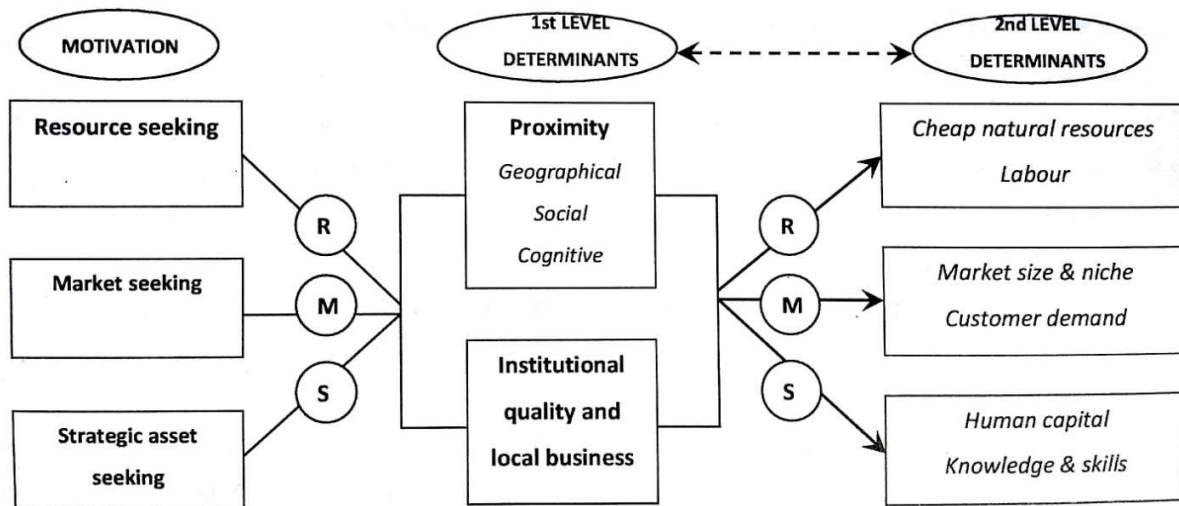 MOTIVATION
1st LEVEL
DETERMINANTS
2nd LEVEL
DETERMINANTS
Resource seeking
Market seeking
Strategic asset
seeking
R
M
S
Proximity
Geographical
Social
Cognitive
Institutional
quality and
local business
R
M
S
Cheap natural resources
Labour
Market size & niche
Customer demand
Human capital
Knowledge & skills